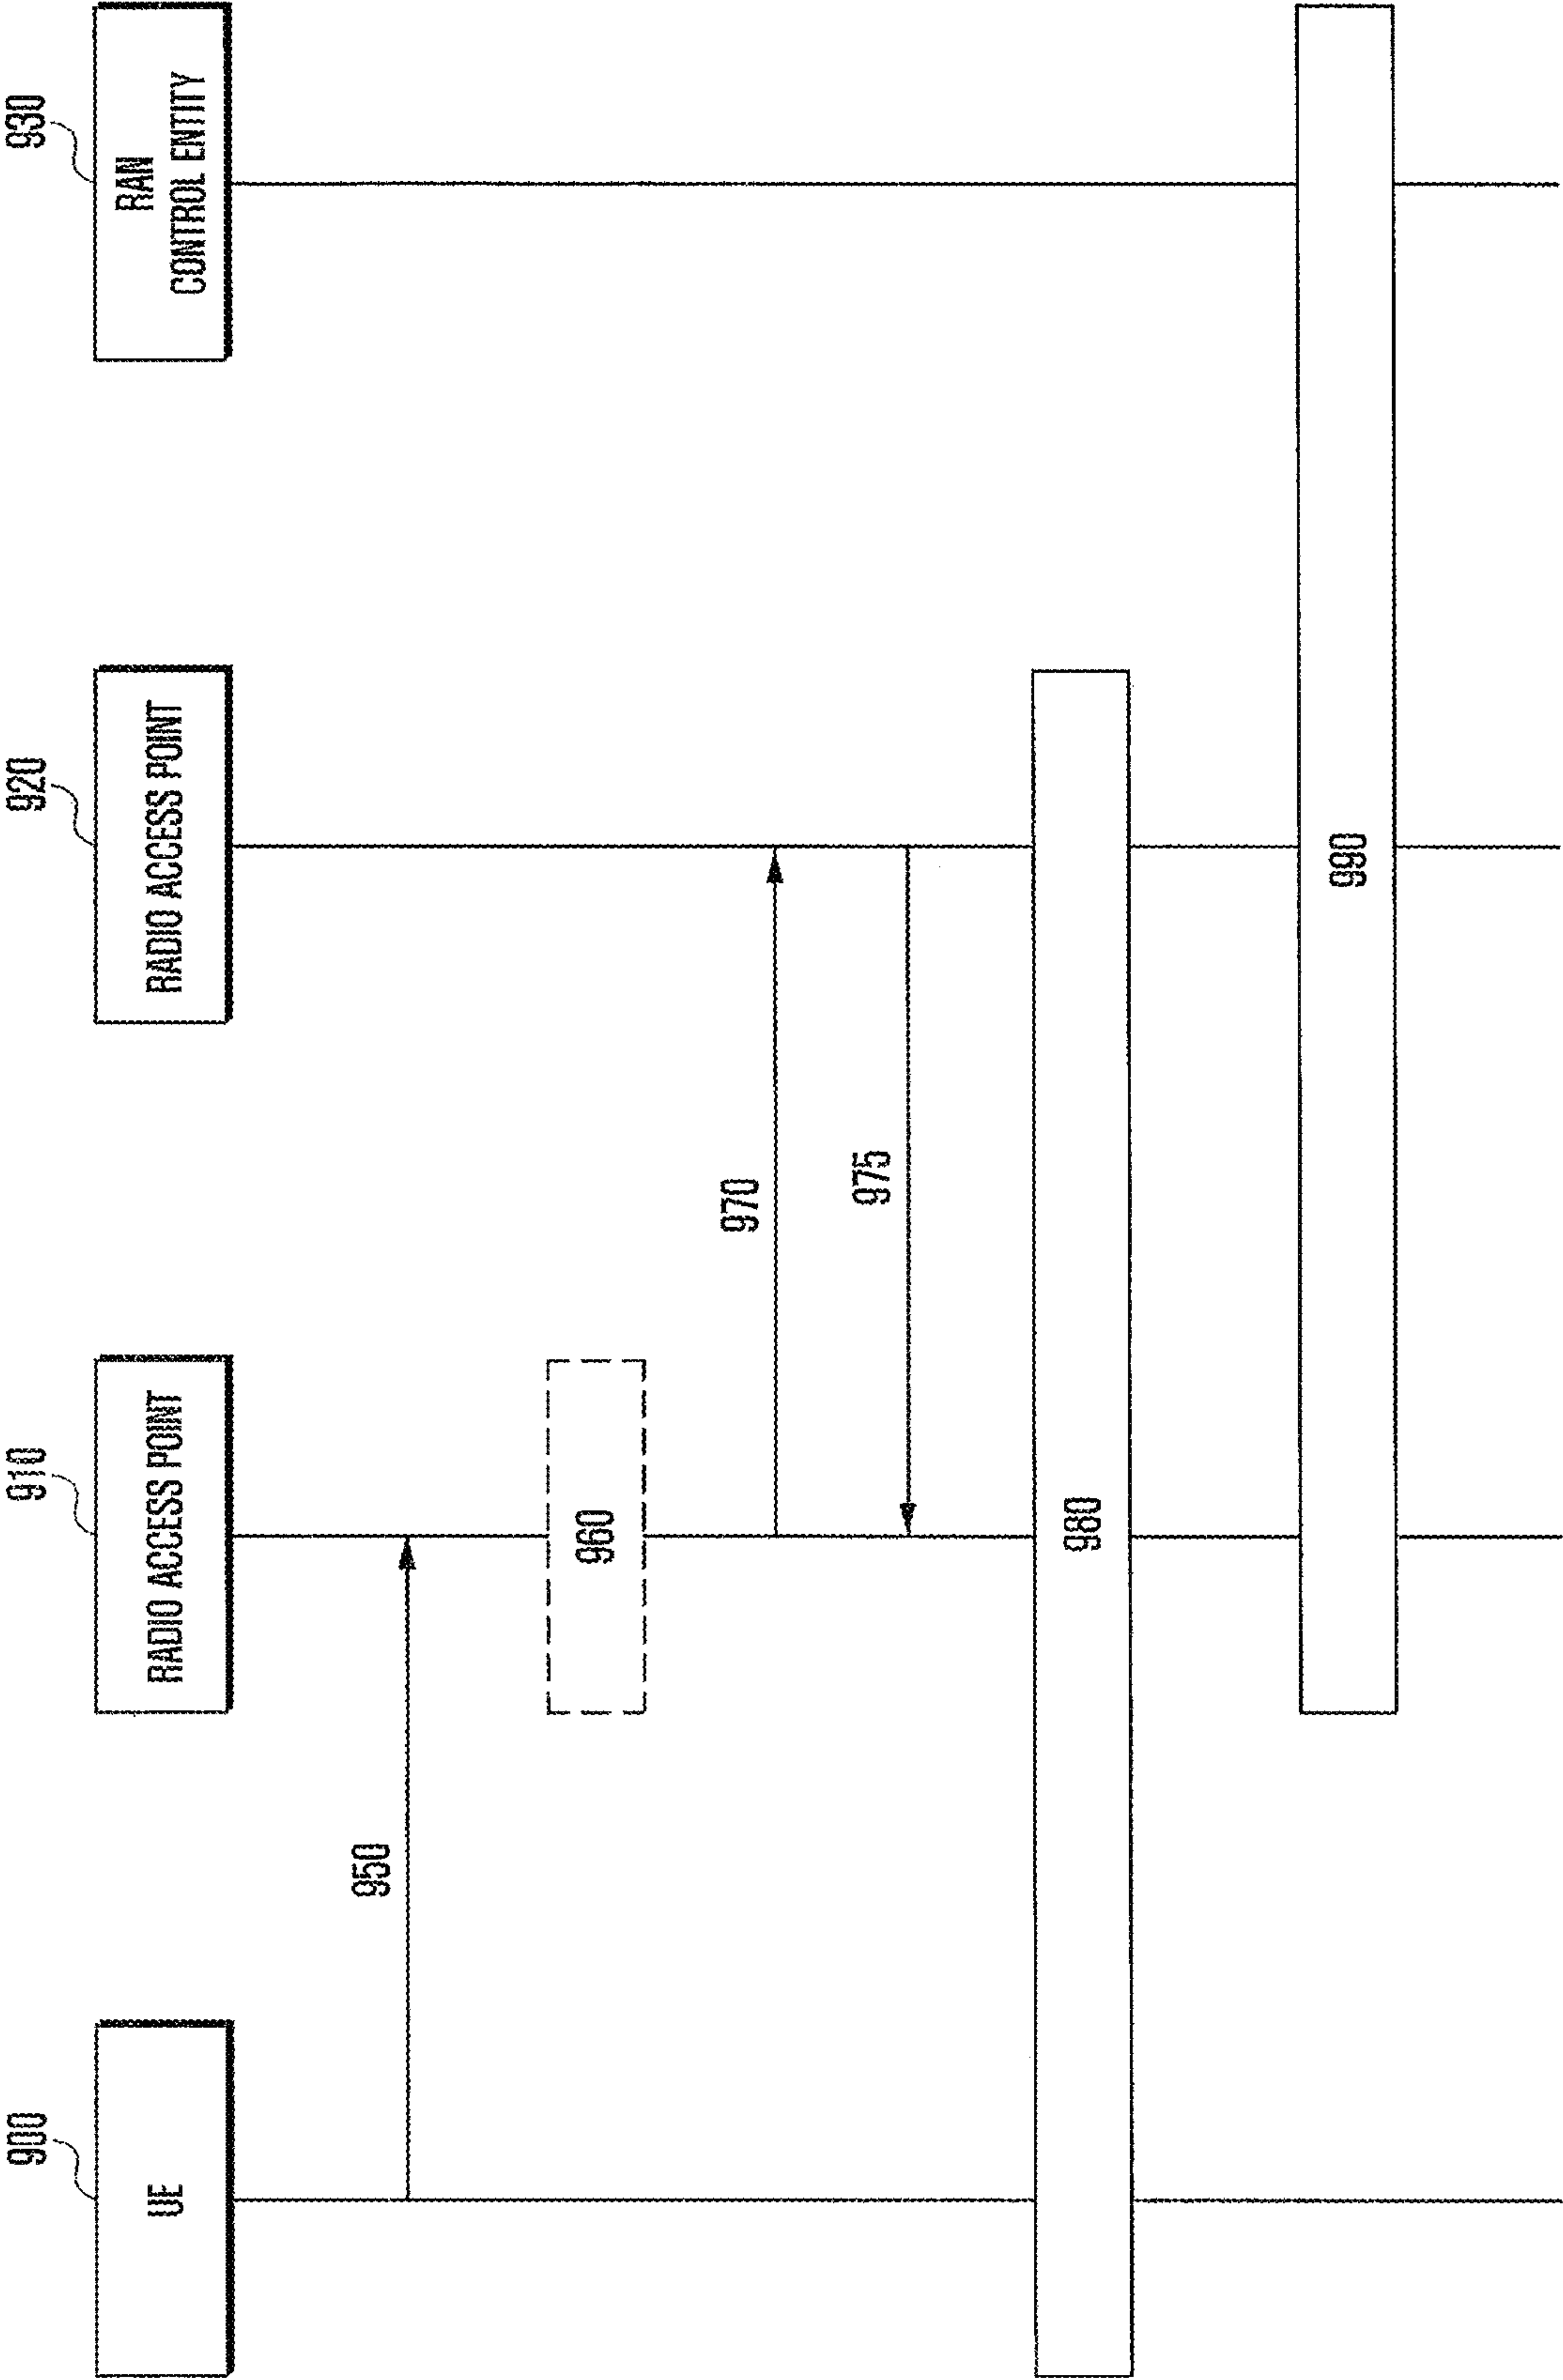 900
910
920
930
UE
RADIO ACCESS POINT
RADIO ACCESS POINT
RAN
CONTROL ENTITY
950
960
970
975
980
990